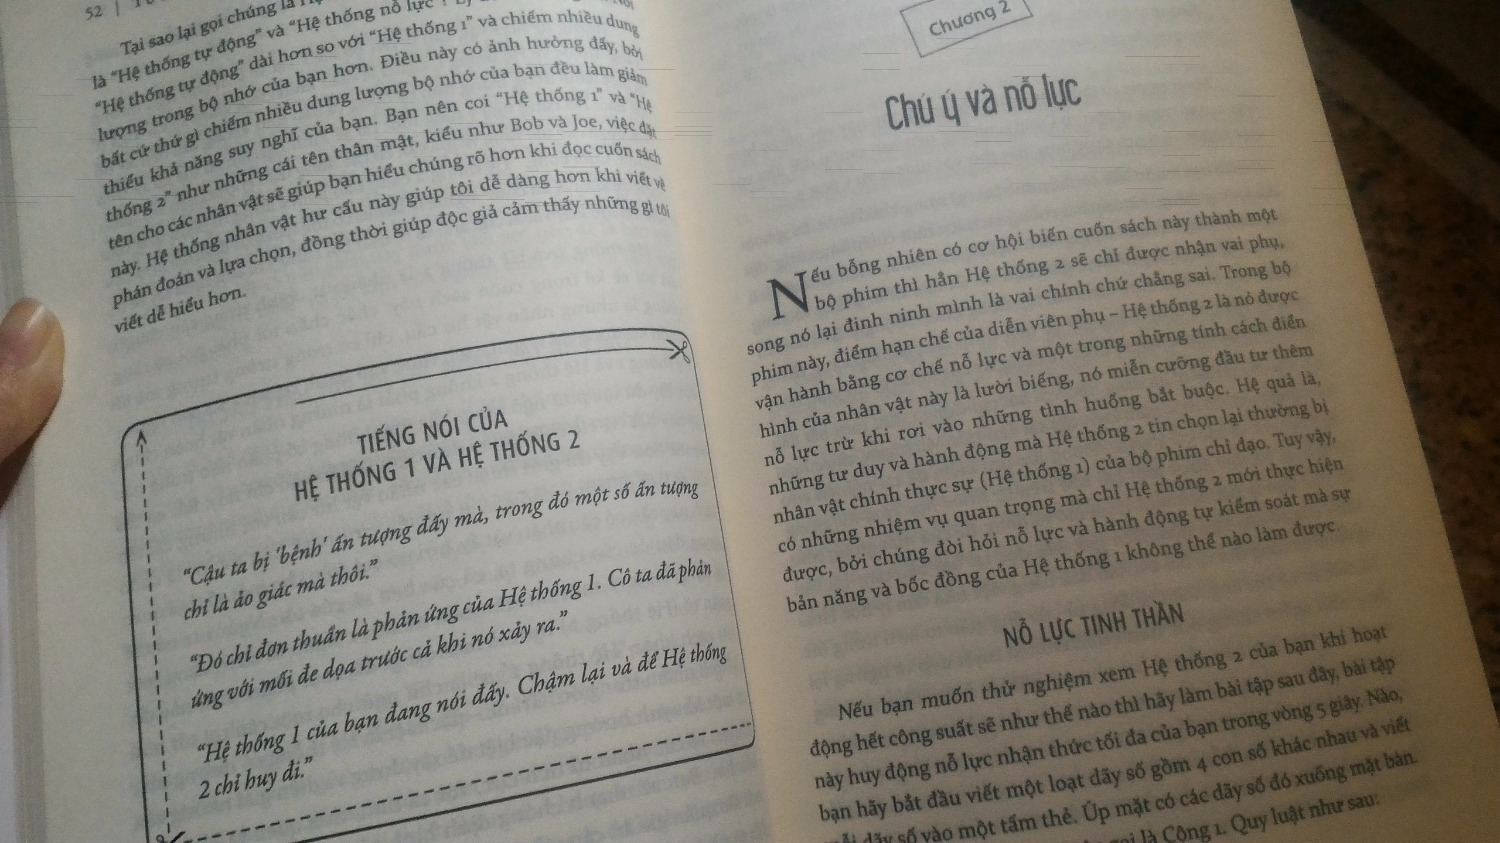 52 |
Tại sao lại gọi chúng là
là “Hệ thống tự động” và “Hệ thống nỗ lực”?
“Hệ thống tự động” dài hơn so với “Hệ thống 1” và chiếm nhiều dung
lượng trong bộ nhớ của bạn hơn. Điều này có ảnh hưởng đấy, bởi
bất cứ thứ gì chiếm nhiều dung lượng bộ nhớ của bạn đều làm giảm
thiểu khả năng suy nghĩ của bạn. Bạn nên coi “Hệ thống 1” và “Hệ
thống 2” như những cái tên thân mật, kiểu như Bob và Joe, việc đặt
tên cho các nhân vật sẽ giúp bạn hiểu chúng rõ hơn khi đọc cuốn sách
này. Hệ thống nhân vật hư cấu này giúp tôi dễ dàng hơn khi viết về
phán đoán và lựa chọn, đồng thời giúp độc giả cảm thấy những gì tôi
viết dễ hiểu hơn.
TIẾNG NÓI CỦA
HỆ THỐNG 1 VÀ HỆ THỐNG 2
“Cậu ta bị 'bệnh' ấn tượng đấy mà, trong đó một số ấn tượng
chỉ là ảo giác mà thôi.”
“Đó chỉ đơn thuần là phản ứng của Hệ thống 1. Cô ta đã phản
ứng với mối đe dọa trước cả khi nó xảy ra.”
“Hệ thống 1 của bạn đang nói đấy. Chậm lại và để Hệ thống
2 chỉ huy đi.”
Chương 2
Chú ý và nỗ lực
Nếu bỗng nhiên có cơ hội biến cuốn sách này thành một
bộ phim thì hẳn Hệ thống 2 sẽ chỉ được nhận vai phụ,
song nó lại đinh ninh mình là vai chính chứ chẳng sai. Trong bộ
phim này, điểm hạn chế của diễn viên phụ – Hệ thống 2 là nó được
vận hành bằng cơ chế nỗ lực và một trong những tính cách điển
hình của nhân vật này là lười biếng, nó miễn cưỡng đầu tư thêm
nỗ lực trừ khi rơi vào những tình huống bắt buộc. Hệ quả là,
những tư duy và hành động mà Hệ thống 2 tin chọn lại thường bị
nhân vật chính thực sự (Hệ thống 1) của bộ phim chỉ đạo. Tuy vậy,
có những nhiệm vụ quan trọng mà chỉ Hệ thống 2 mới thực hiện
được, bởi chúng đòi hỏi nỗ lực và hành động tự kiểm soát mà sự
bản năng và bốc đồng của Hệ thống 1 không thể nào làm được.
NỖ LỰC TINH THẦN
Nếu bạn muốn thử nghiệm xem Hệ thống 2 của bạn khi hoạt
động hết công suất sẽ như thế nào thì hãy làm bài tập sau đây, bài tập
này huy động nỗ lực nhận thức tối đa của bạn trong vòng 5 giây. Nào,
bạn hãy bắt đầu viết một loạt dãy số gồm 4 con số khác nhau và viết
mỗi dãy số vào một tấm thẻ. Úp mặt có các dãy số đó xuống mặt bàn.
gọi là Cộng 1. Quy luật như sau: